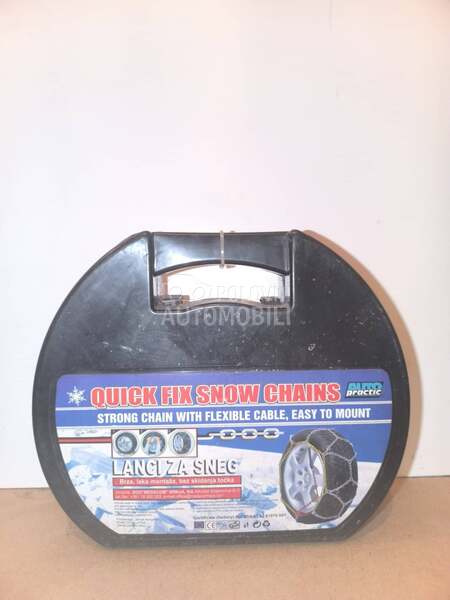 POLOVNI
AUTOMOBILI
QUICK FIX SNOW CHAINS
AUTO
practic
STRONG CHAIN WITH FLEXIBLE CABLE, EASY TO MOUNT
LANCI ZA SNEG
Brza, laka montaža, bez skidanja točka